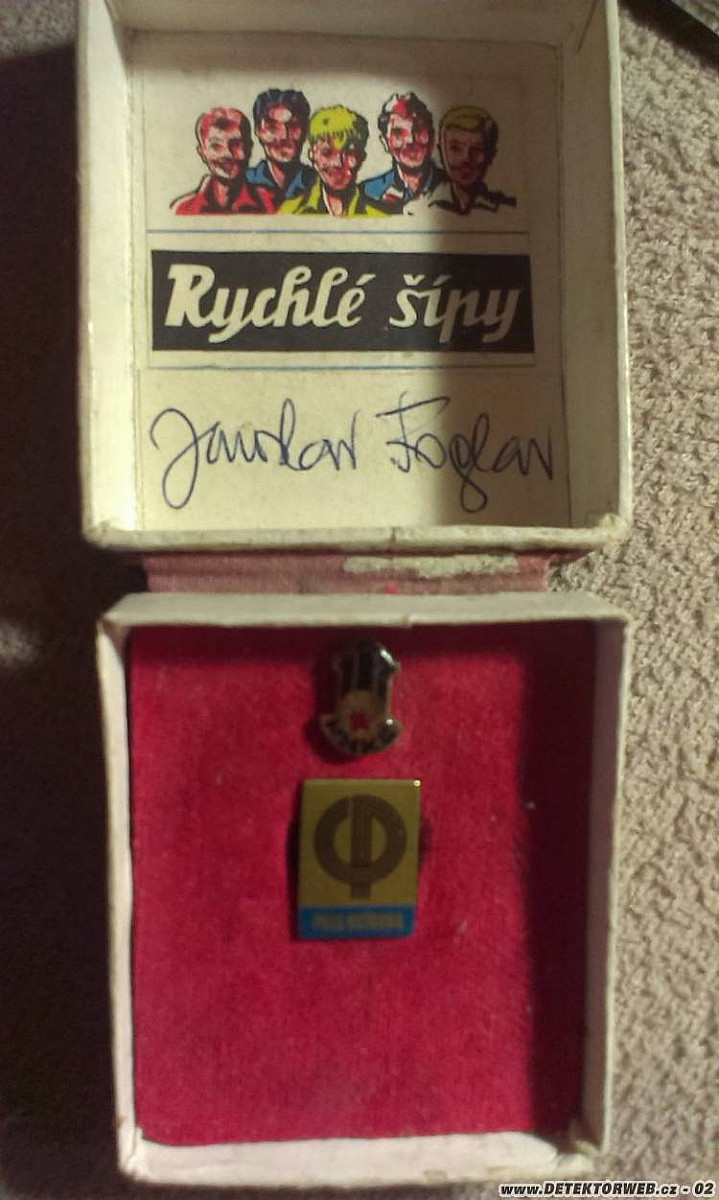 Rychlé šípy
Jaroslav Foglar
www.DETEKTORWEB.cz - 02